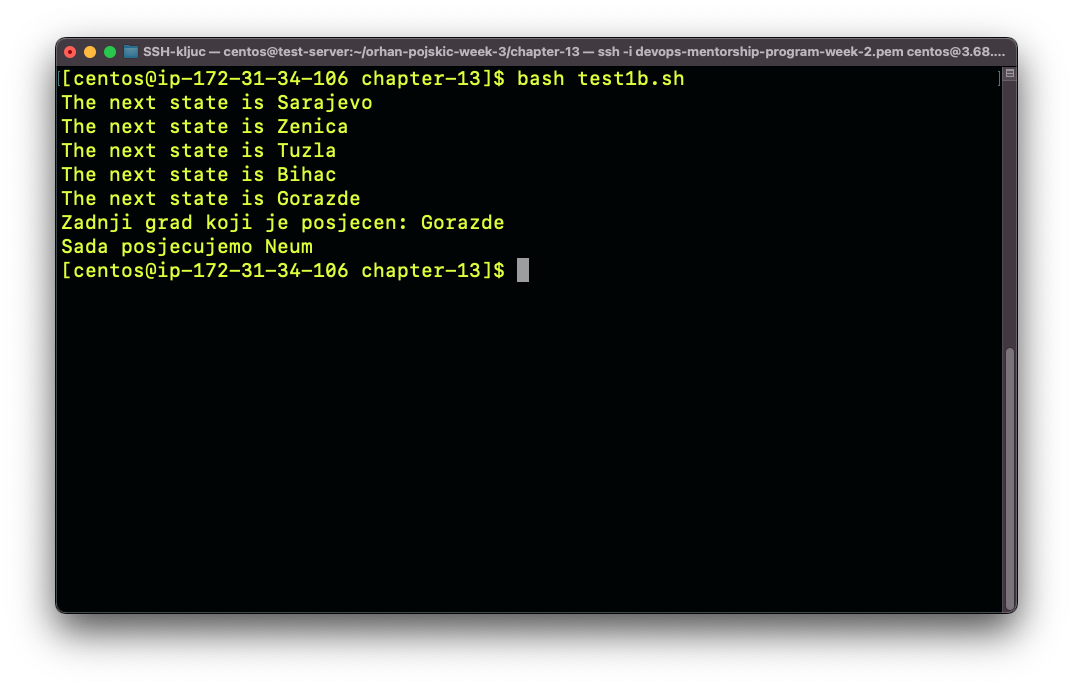 SSH-kljuc — centos@test-server:~/orhan-pojskic-week-3/chapter-13 — ssh -i devops-mentorship-program-week-2.pem centos@3.68....
[[centos@ip-172-31-34-106 chapter-13]$ bash test1b.sh ]
The next state is Sarajevo
The next state is Zenica
The next state is Tuzla
The next state is Bihac
The next state is Gorazde
Zadnji grad koji je posjecen: Gorazde
Sada posjecujemo Neum
[centos@ip-172-31-34-106 chapter-13]$